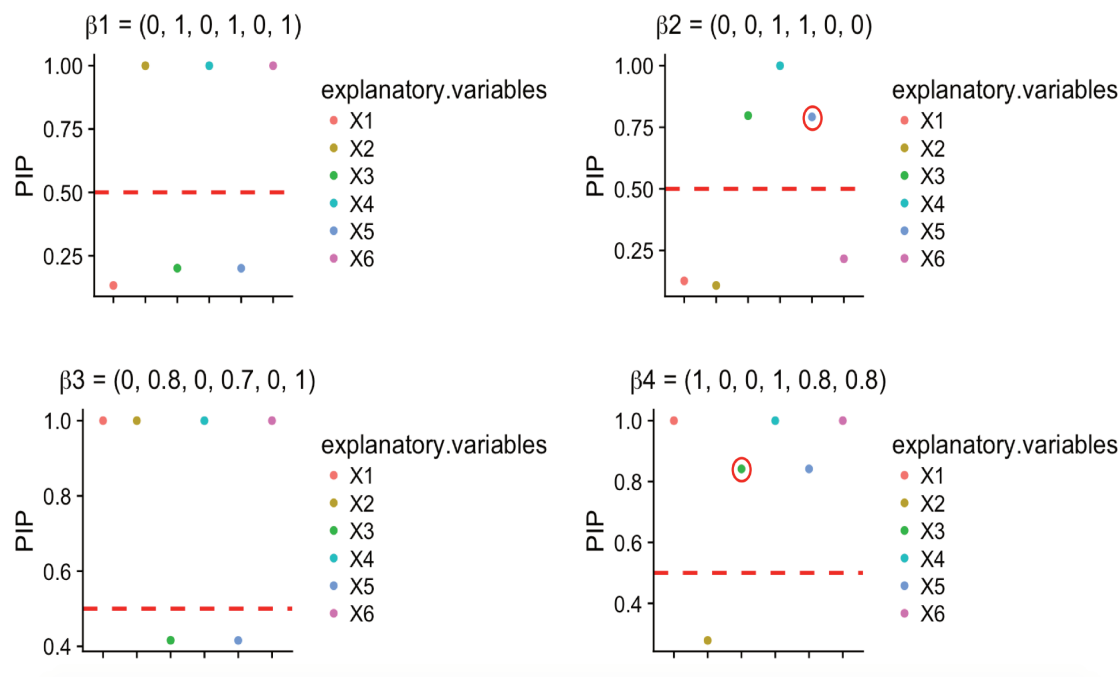 β1 = (0, 1, 0, 1, 0, 1)
1.00
0.75
0.50
0.25
PIP
explanatory.variables
X1
X2
X3
X4
X5
X6
β2 = (0, 0, 1, 1, 0, 0)
1.00
0.75
0.50
0.25
PIP
explanatory.variables
X1
X2
X3
X4
X5
X6
β3 = (0, 0.8, 0, 0.7, 0, 1)
1.0
0.8
0.6
0.4
PIP
explanatory.variables
X1
X2
X3
X4
X5
X6
β4 = (1, 0, 0, 1, 0.8, 0.8)
1.0
0.8
0.6
0.4
PIP
explanatory.variables
X1
X2
X3
X4
X5
X6